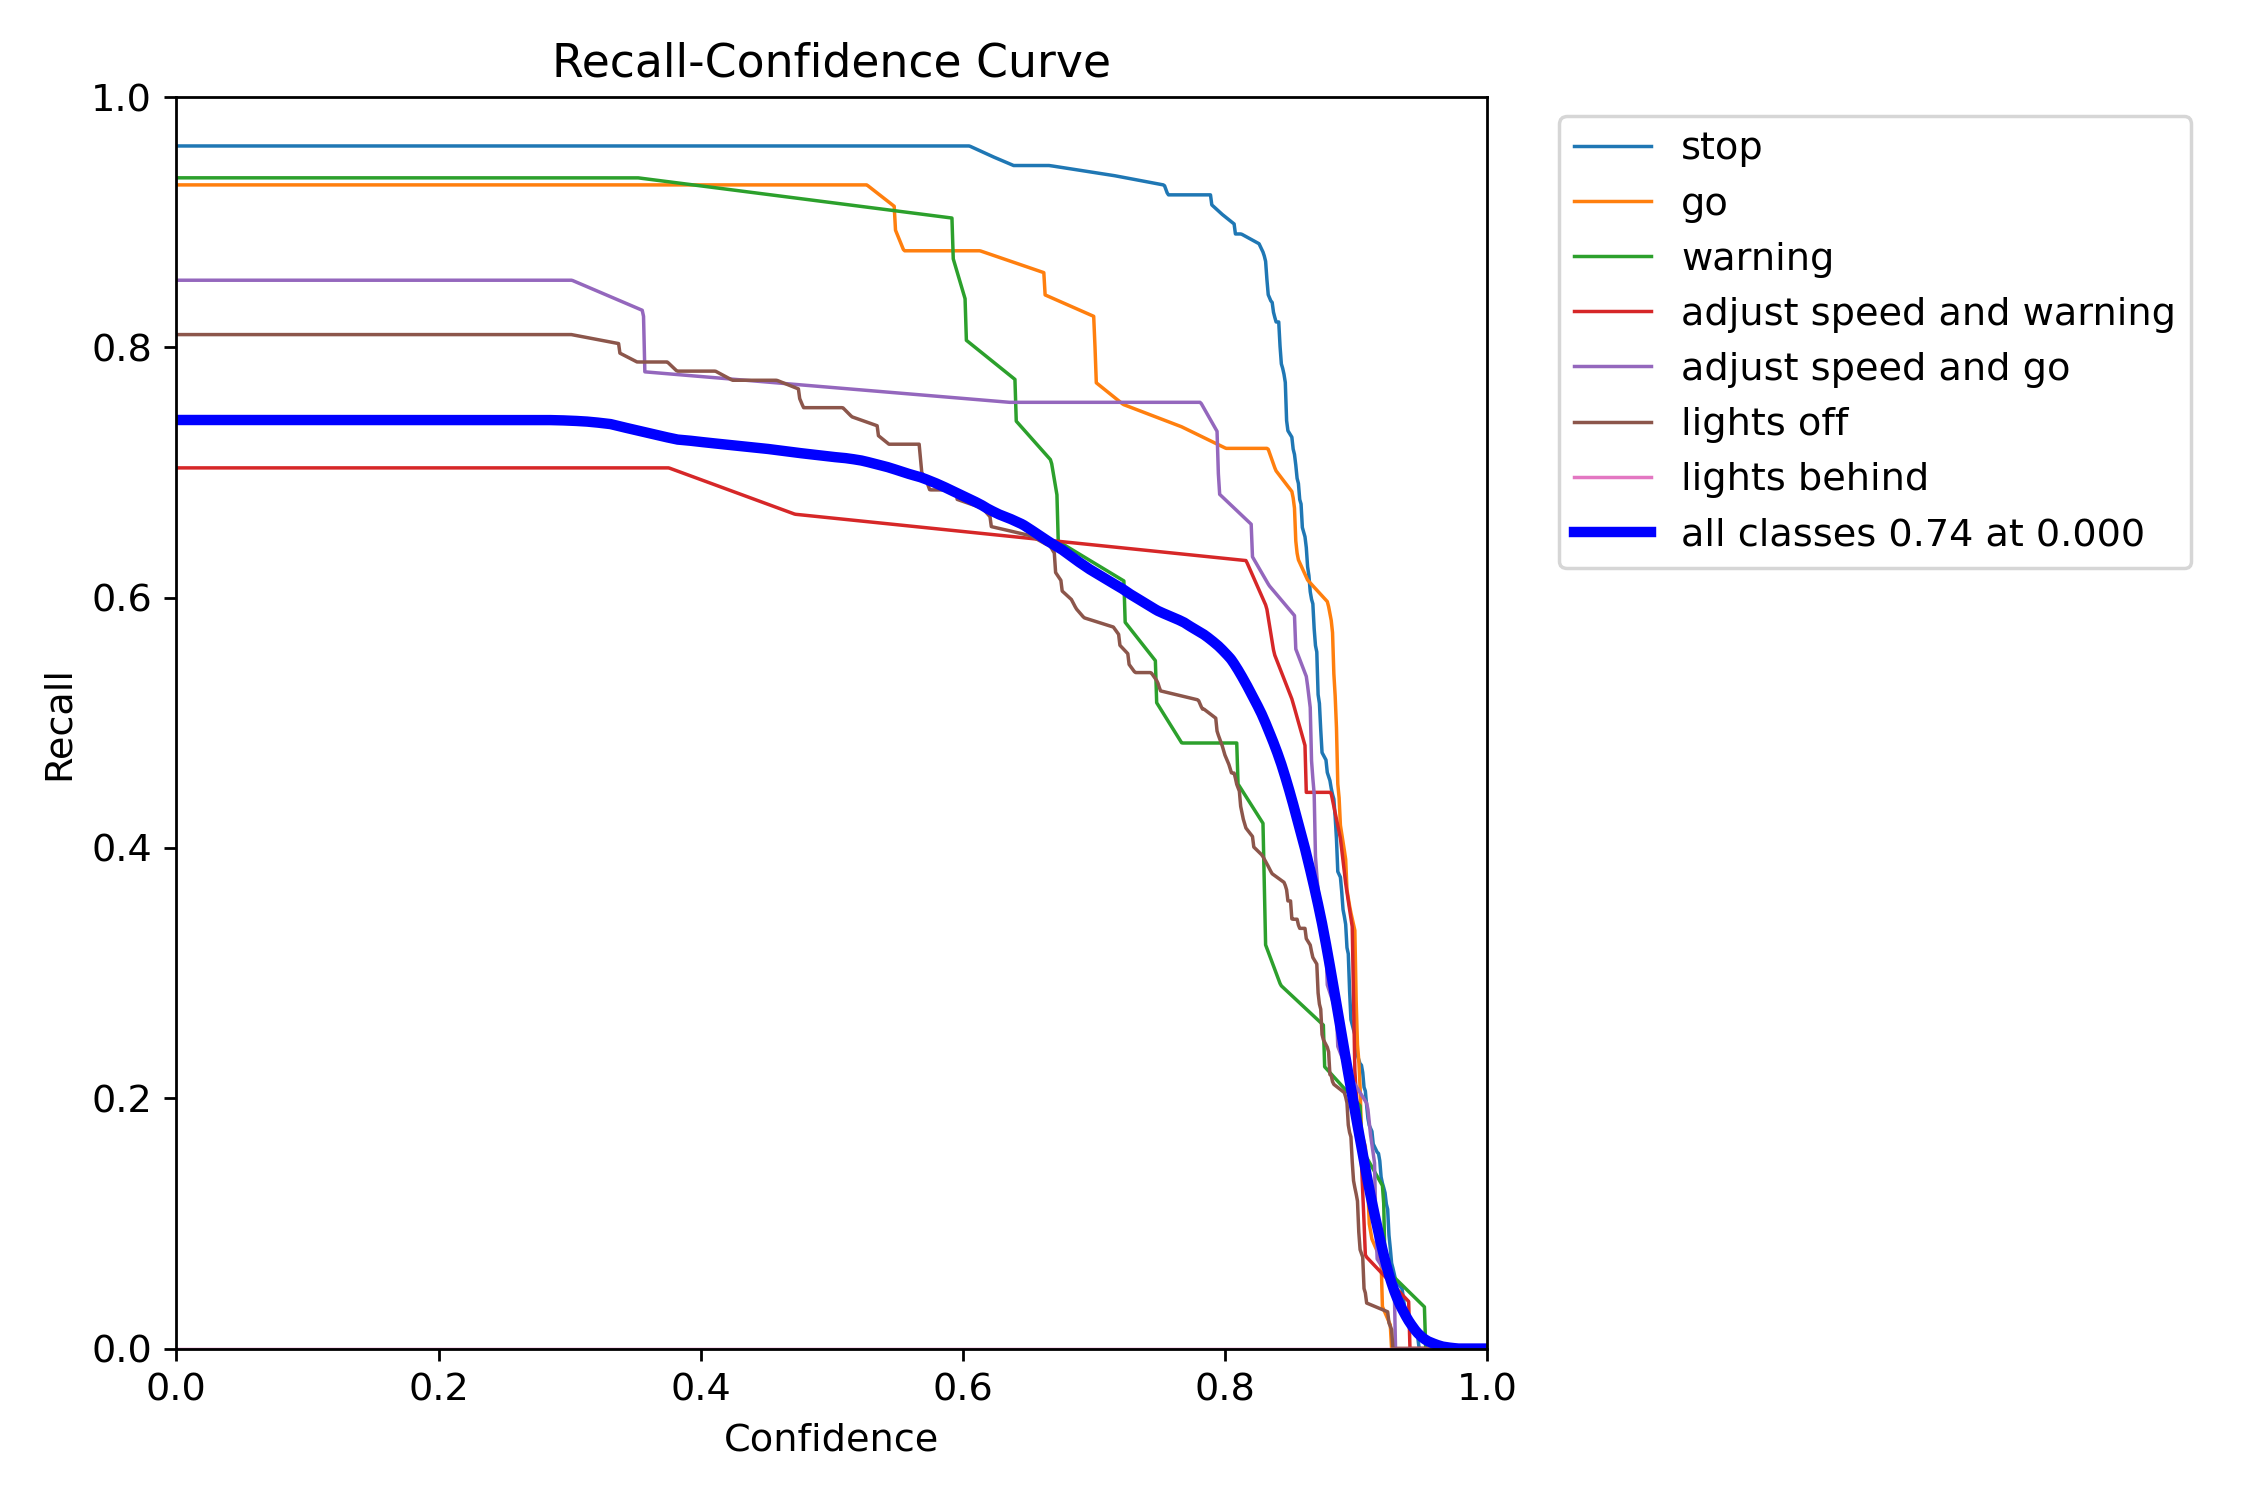 Recall-Confidence Curve
1.0
0.8
0.6
0.4
0.2
0.0
Recall
0.0 0.2 0.4 0.6 0.8 1.0
Confidence
stop
go
warning
adjust speed and warning
adjust speed and go
lights off
lights behind
all classes 0.74 at 0.000